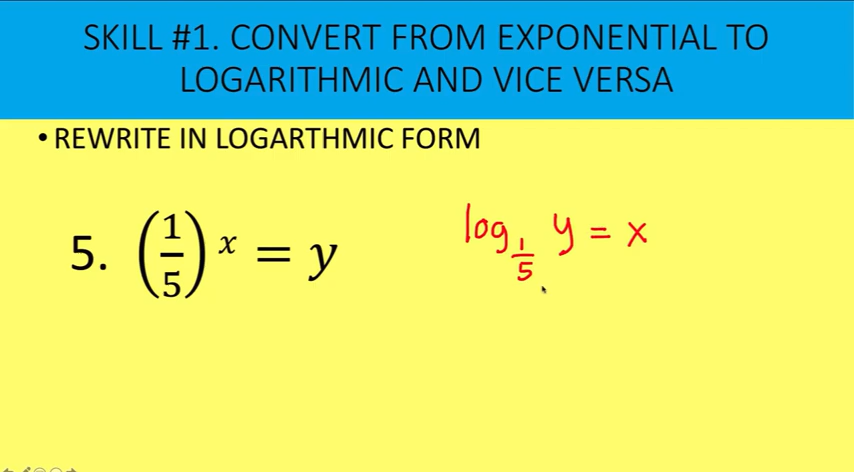 SKILL #1. CONVERT FROM EXPONENTIAL TO
LOGARITHMIC AND VICE VERSA
• REWRITE IN LOGARTHMIC FORM
5. (1/5)^x = y
log_{1/5} y = x